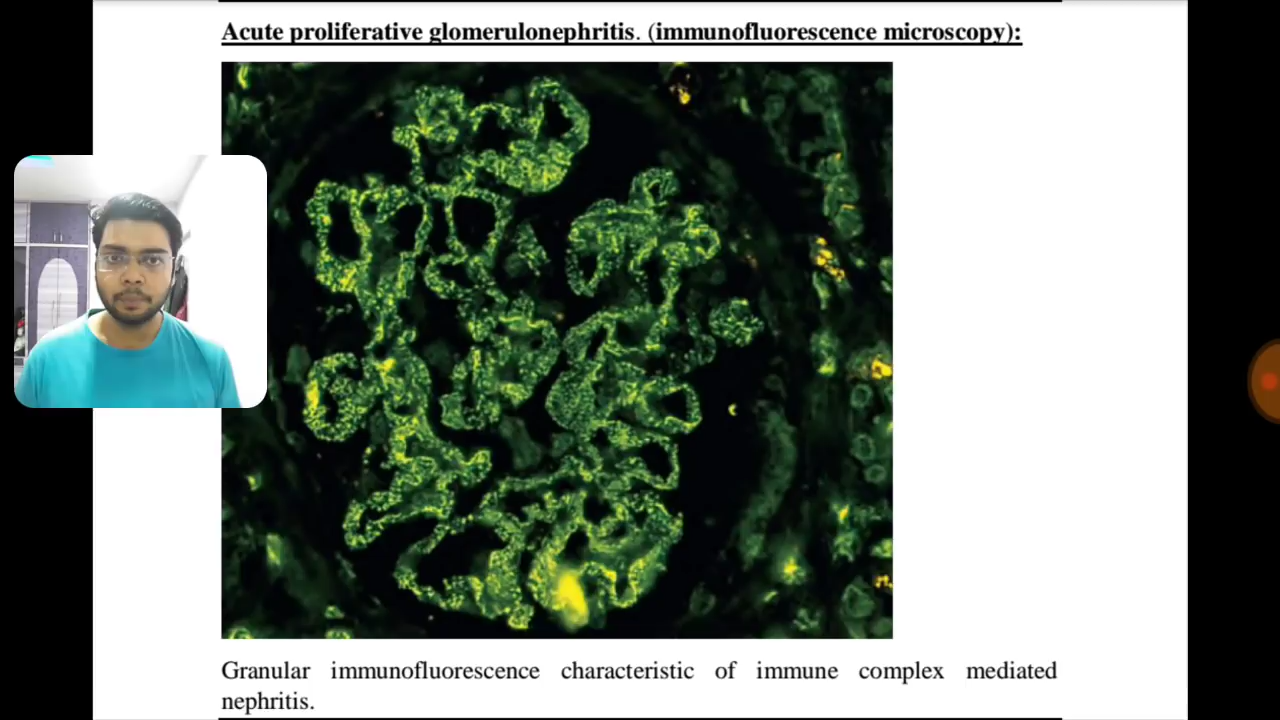 Acute proliferative glomerulonephritis. (immunofluorescence microscopy):
Granular immunofluorescence characteristic of immune complex mediated
nephritis.